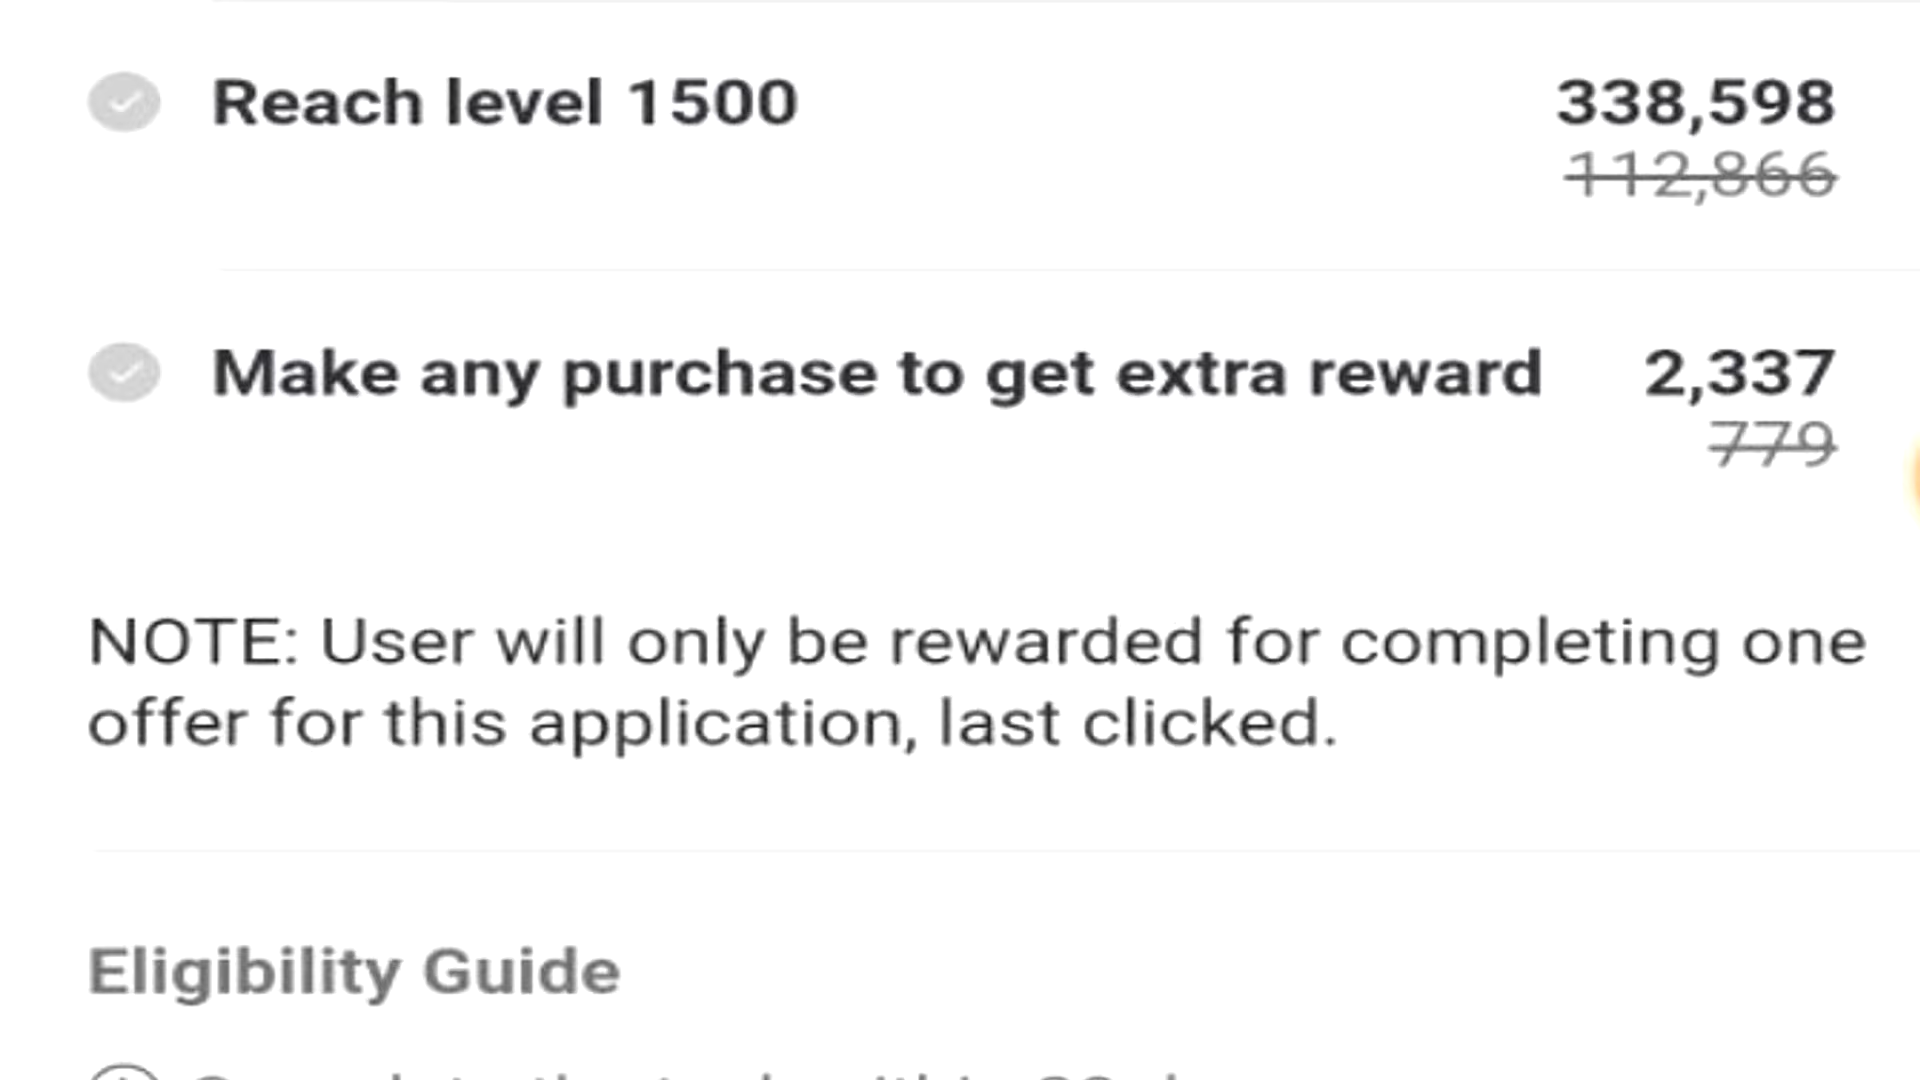 Reach level 1500 338,598
112,866
Make any purchase to get extra reward 2,337
779
NOTE: User will only be rewarded for completing one
offer for this application, last clicked.
Eligibility Guide